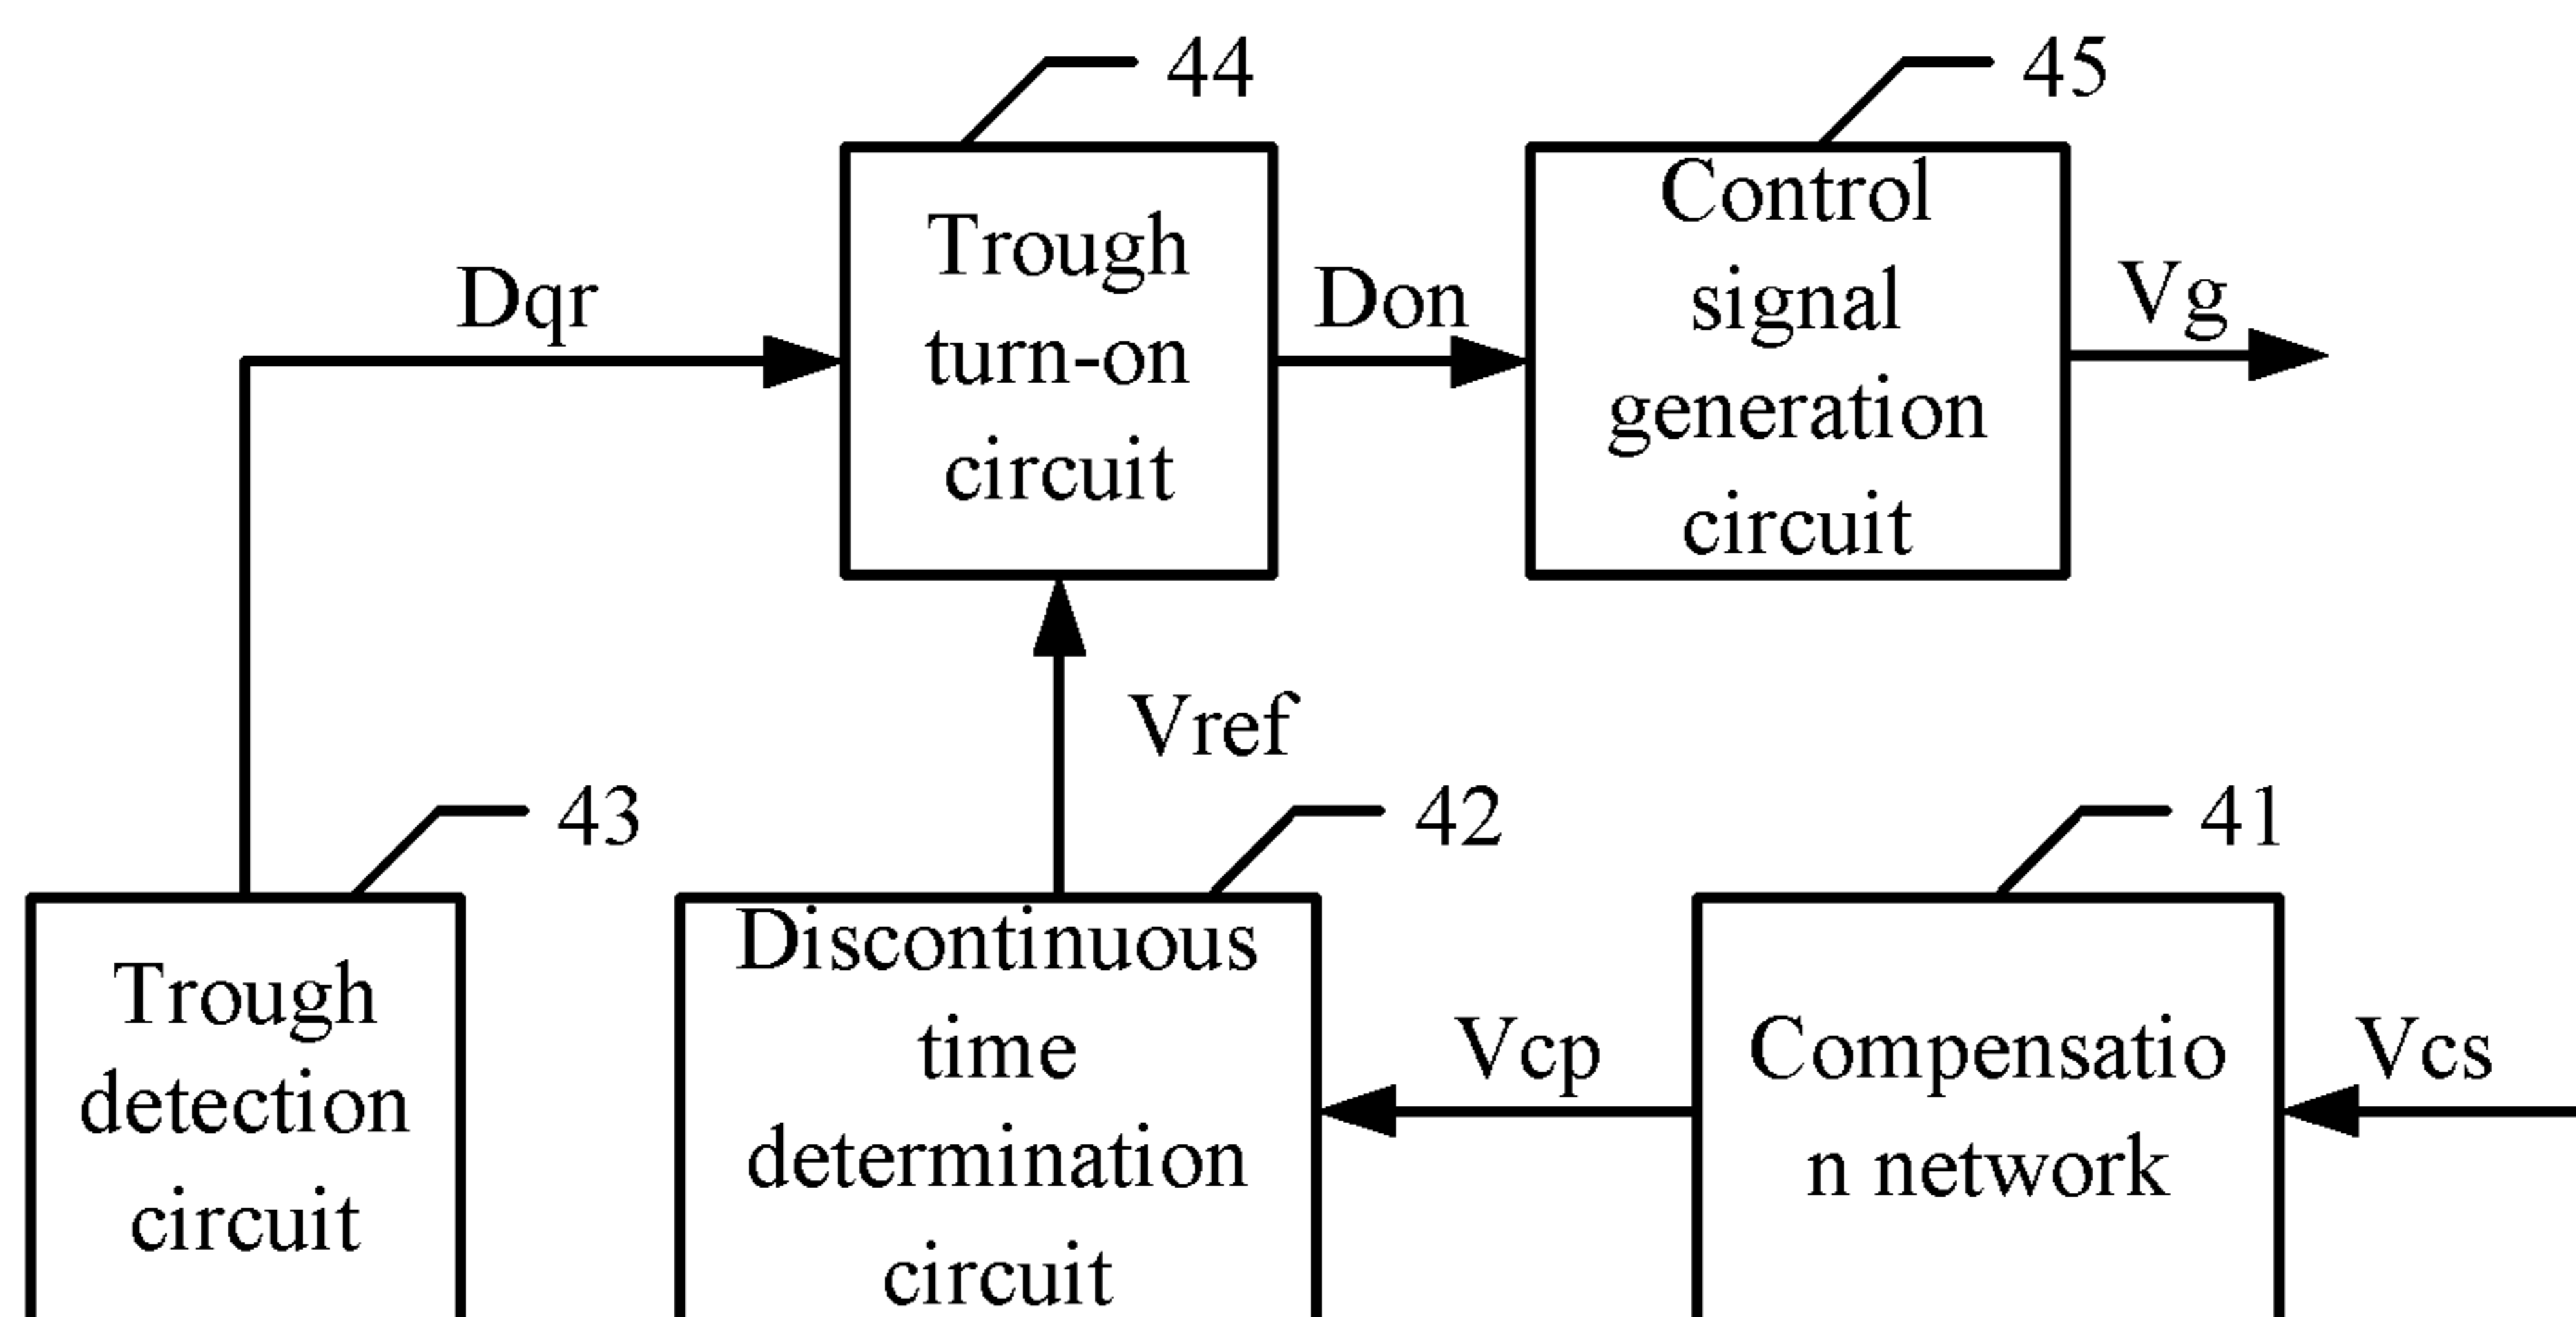 44
45
Trough
turn-on
circuit
Control
signal
generation
circuit
Dqr
Don
Vg
Vref
43
42
41
Trough
detection
circuit
Discontinuous
time
determination
circuit
Vcp
Compensatio
n network
Vcs